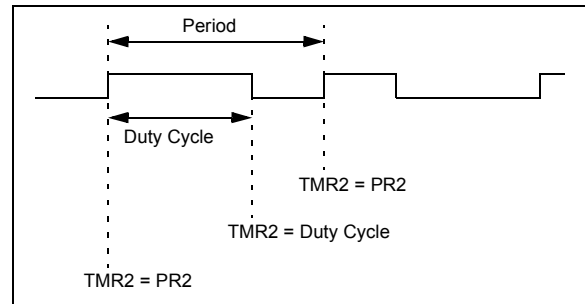 Period
Duty Cycle
TMR2 = PR2
TMR2 = Duty Cycle
TMR2 = PR2